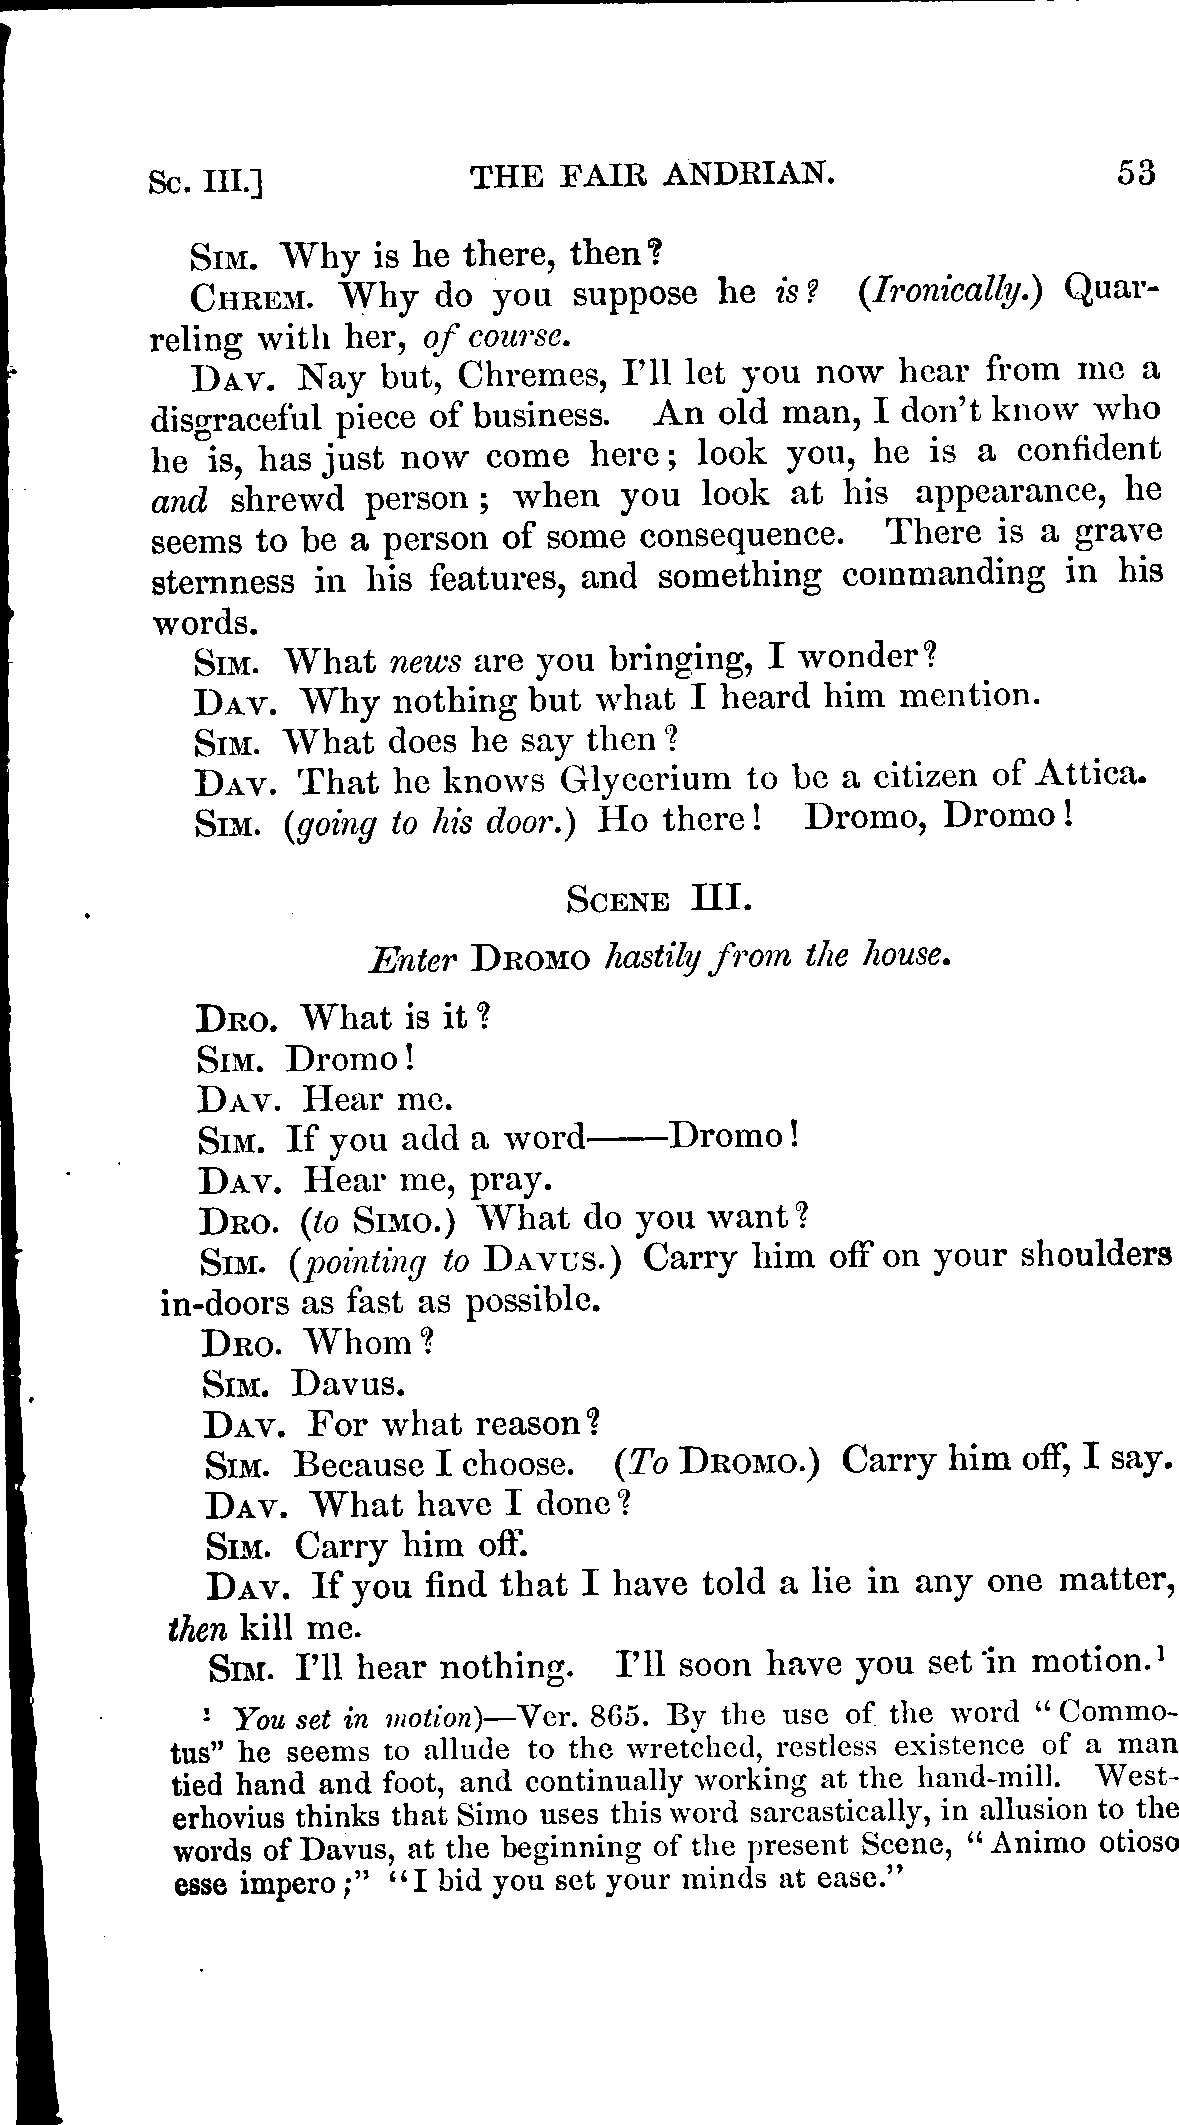 Sc. III.] THE FAIR ANDRIAN. 53
Sim. Why is he there, then?
Chrem. Why do you suppose he is? (Ironically.) Quar-
reling with her, of course.
Dav. Nay but, Chremes, I'll let you now hear from me a
disgraceful piece of business. An old man, I don't know who
he is, has just now come here; look you, he is a confident
and shrewd person; when you look at his appearance, he
seems to be a person of some consequence. There is a grave
sternness in his features, and something commanding in his
words.
Sim. What news are you bringing, I wonder?
Dav. Why nothing but what I heard him mention.
Sim. What does he say then?
Dav. That he knows Glycerium to be a citizen of Attica.
Sim. (going to his door.) Ho there! Dromo, Dromo!
Scene III.
Enter Dromo hastily from the house.
Dro. What is it?
Sim. Dromo!
Dav. Hear me.
Sim. If you add a word——Dromo!
Dav. Hear me, pray.
Dro. (to Simo.) What do you want?
Sim. (pointing to Davus.) Carry him off on your shoulders
in-doors as fast as possible.
Dro. Whom?
Sim. Davus.
Dav. For what reason?
Sim. Because I choose. (To Dromo.) Carry him off, I say.
Dav. What have I done?
Sim. Carry him off.
Dav. If you find that I have told a lie in any one matter,
then kill me.
Sim. I'll hear nothing. I'll soon have you set in motion.¹
¹ You set in motion)—Ver. 865. By the use of the word "Commo-
tus" he seems to allude to the wretched, restless existence of a man
tied hand and foot, and continually working at the hand-mill. West-
erhovius thinks that Simo uses this word sarcastically, in allusion to the
words of Davus, at the beginning of the present Scene, "Animo otioso
esse impero;" "I bid you set your minds at ease."